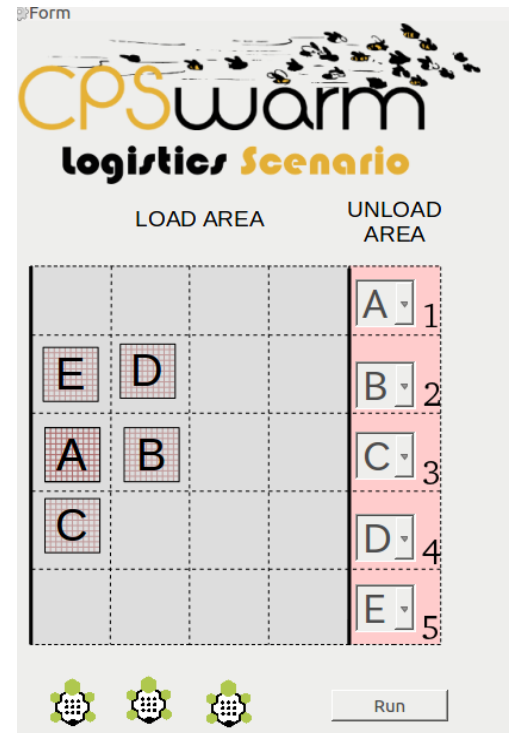 Form
CPSwarm
Logistics Scenario
LOAD AREA
UNLOAD
AREA
A 1
E D B 2
A B C 3
C D 4
E 5
Run